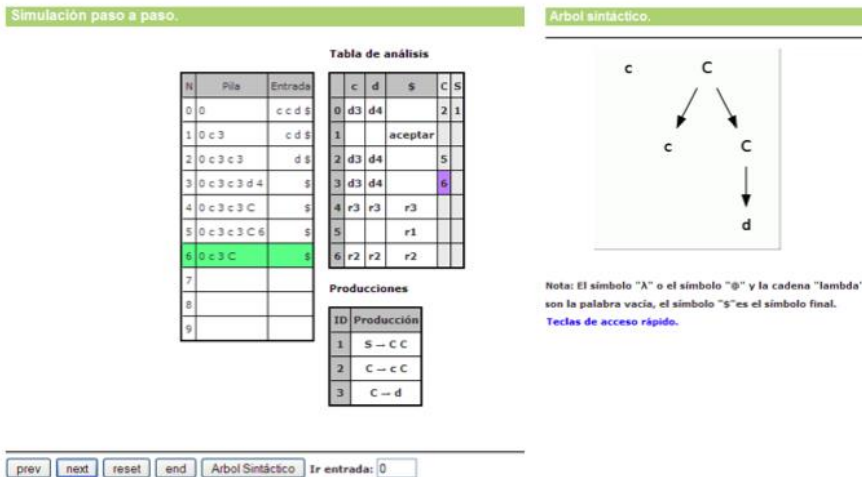 Simulación paso a paso.
N Pila Entrada
0 0 c c d $
1 0 c 3 c d $
2 0 c 3 c 3 d $
3 0 c 3 c 3 d 4 $
4 0 c 3 c 3 C $
5 0 c 3 c 3 C 6 $
6 0 c 3 C $
7
8
9
Tabla de análisis
c d $ C S
0 d3 d4 2 1
1 aceptar
2 d3 d4 5
3 d3 d4 6
4 r3 r3 r3
5 r1
6 r2 r2 r2
Producciones
ID Producción
1 S → C C
2 C → c C
3 C → d
prev next reset end Arbol Sintáctico Ir entrada: 0
Arbol sintáctico.
c C
c C
d
Nota: El símbolo "λ" o el símbolo "@" y la cadena "lambda"
son la palabra vacía, el símbolo "$"es el símbolo final.
Teclas de acceso rápido.